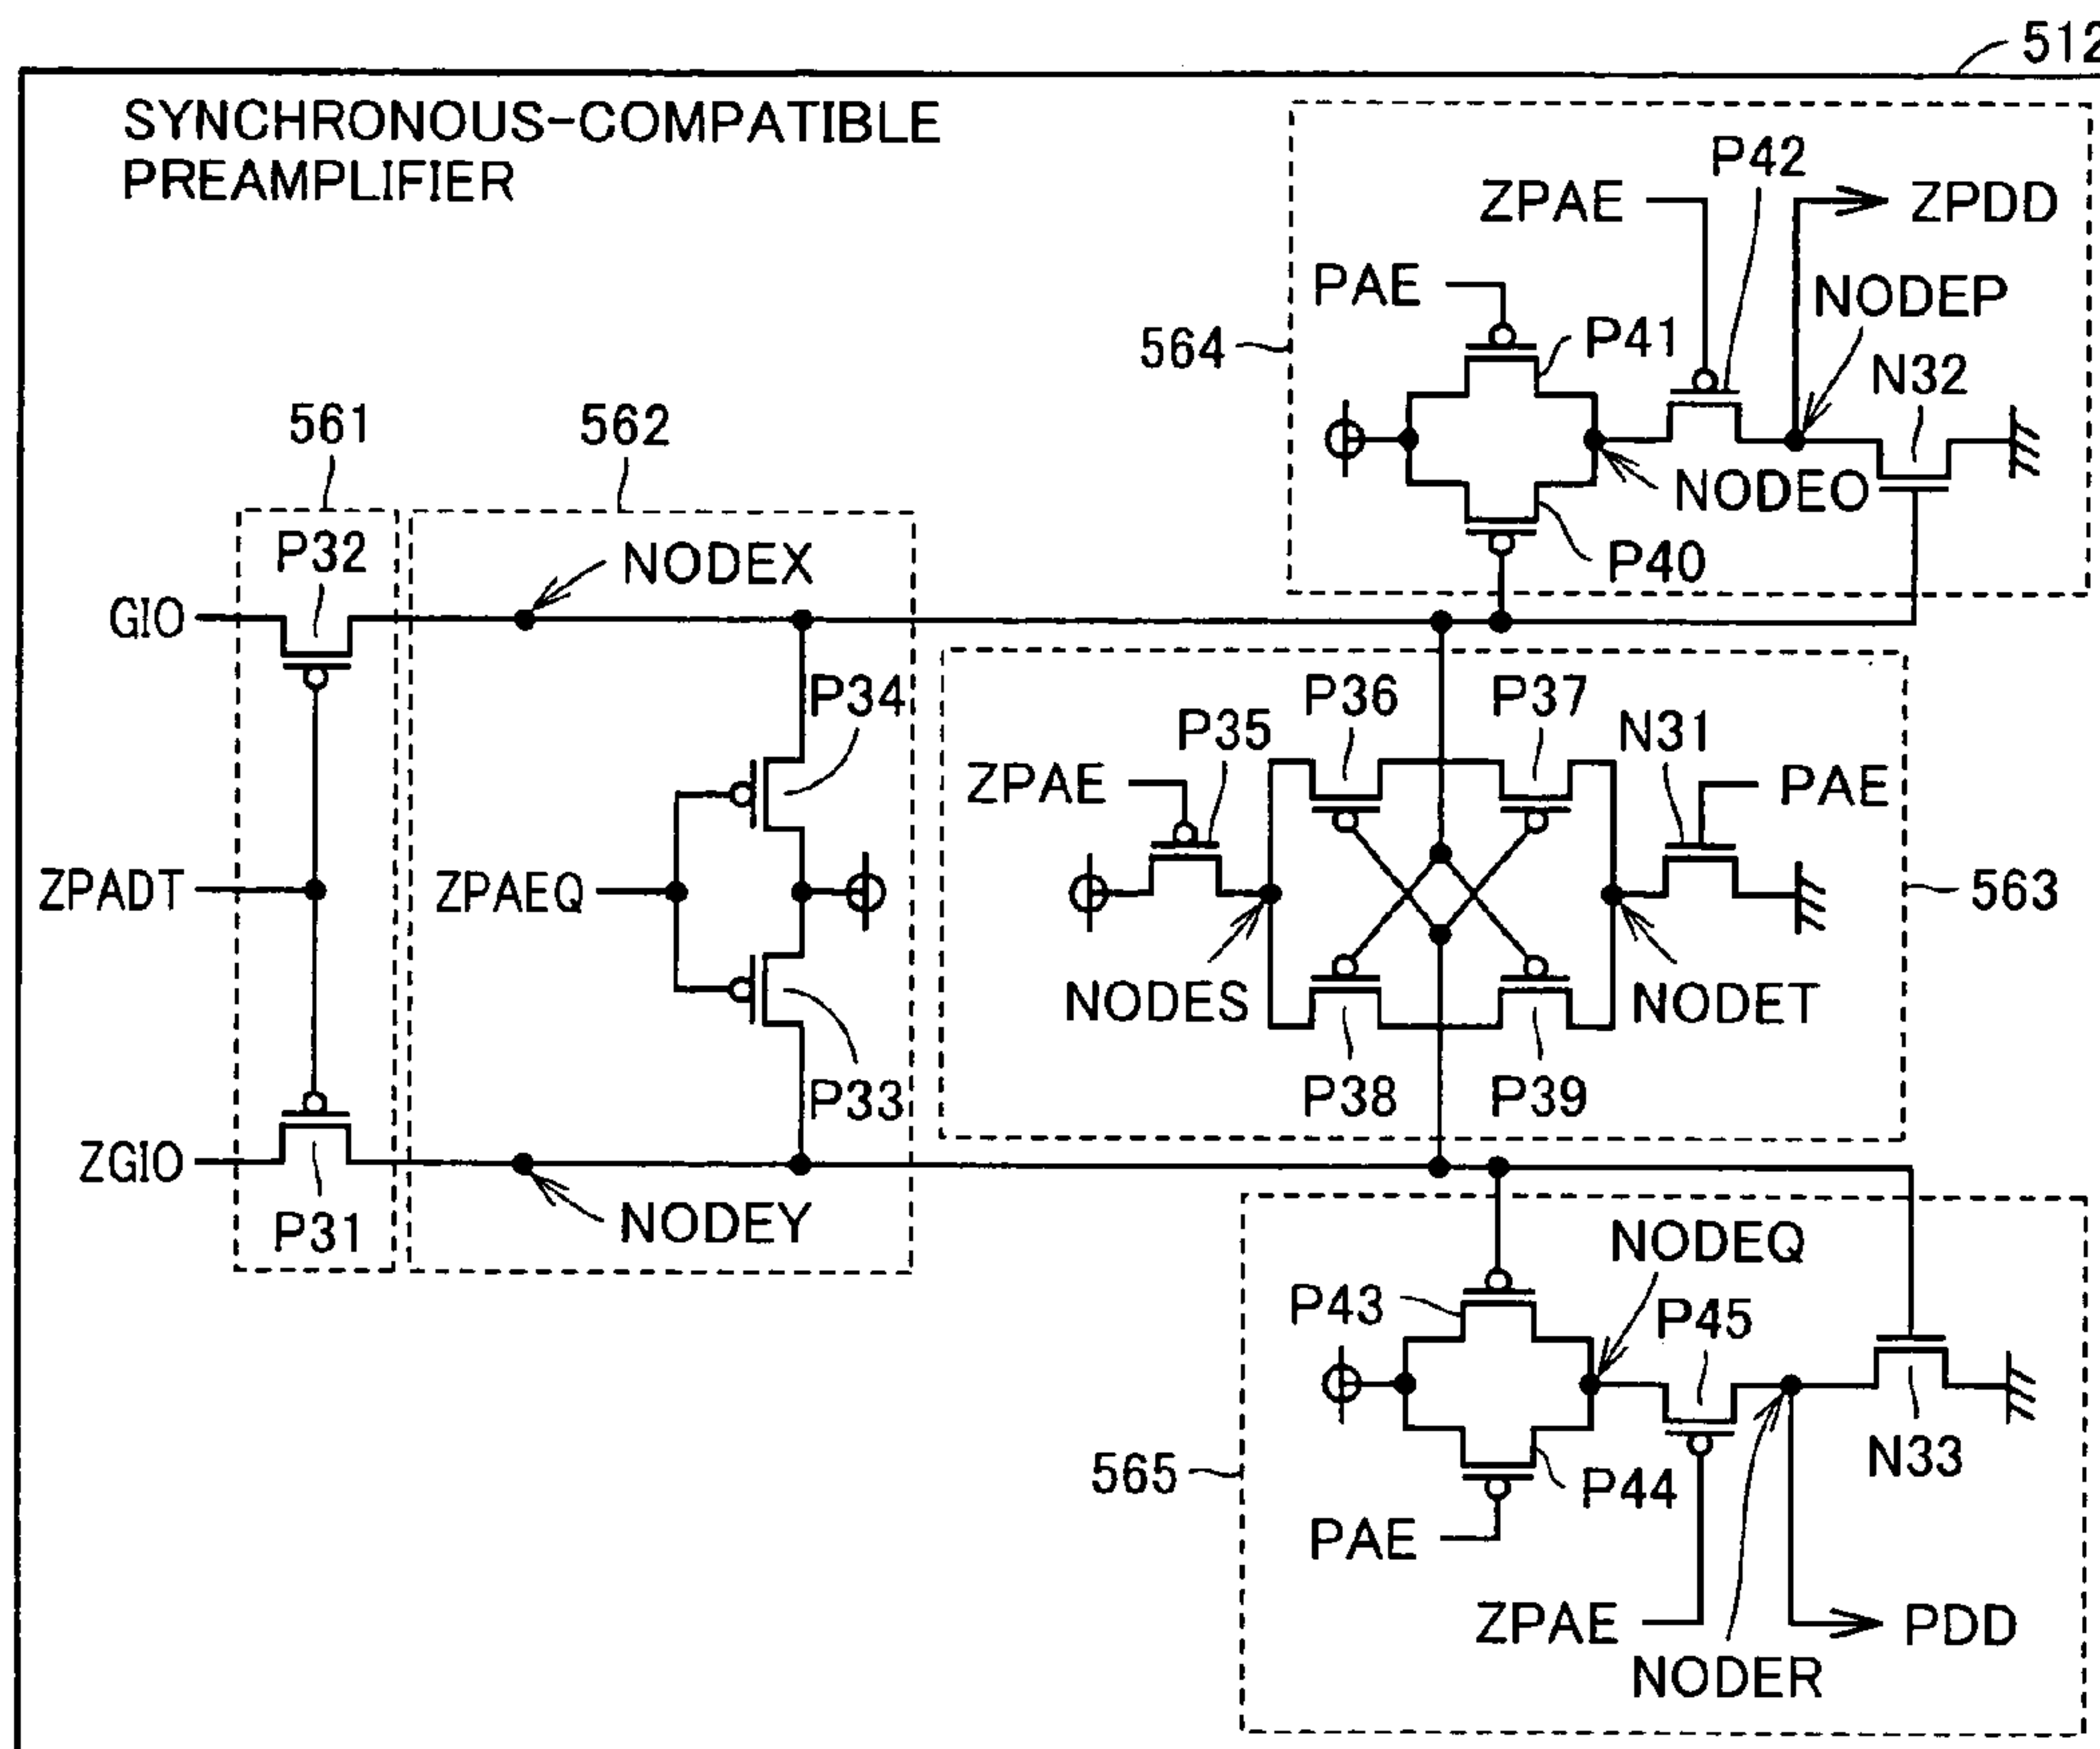 512
SYNCHRONOUS-COMPATIBLE
PREAMPLIFIER
P42
ZPAE
ZPDD
PAE
NODEP
564
P41
N32
561
562
NODEO
P32
NODEX
P40
GIO
P34
P36
P37
P35
N31
ZPAE
PAE
ZPADT
ZPAEQ
563
NODES
NODET
P33
P38
P39
ZGIO
P31
NODEY
NODEQ
P43
P45
565
P44
N33
PAE
ZPAE
PDD
NODER